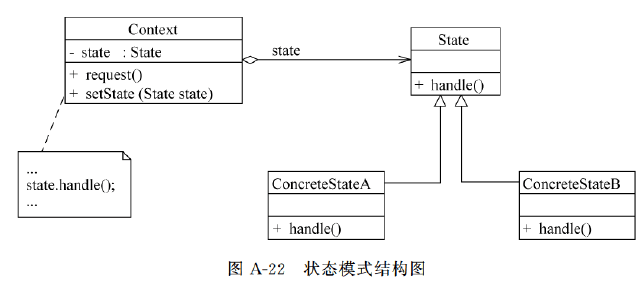 Context
- state : State
+ request()
+ setState (State state)
state
State
+ handle()
...
state.handle();
...
ConcreteStateA
+ handle()
ConcreteStateB
+ handle()
图 A-22 状态模式结构图